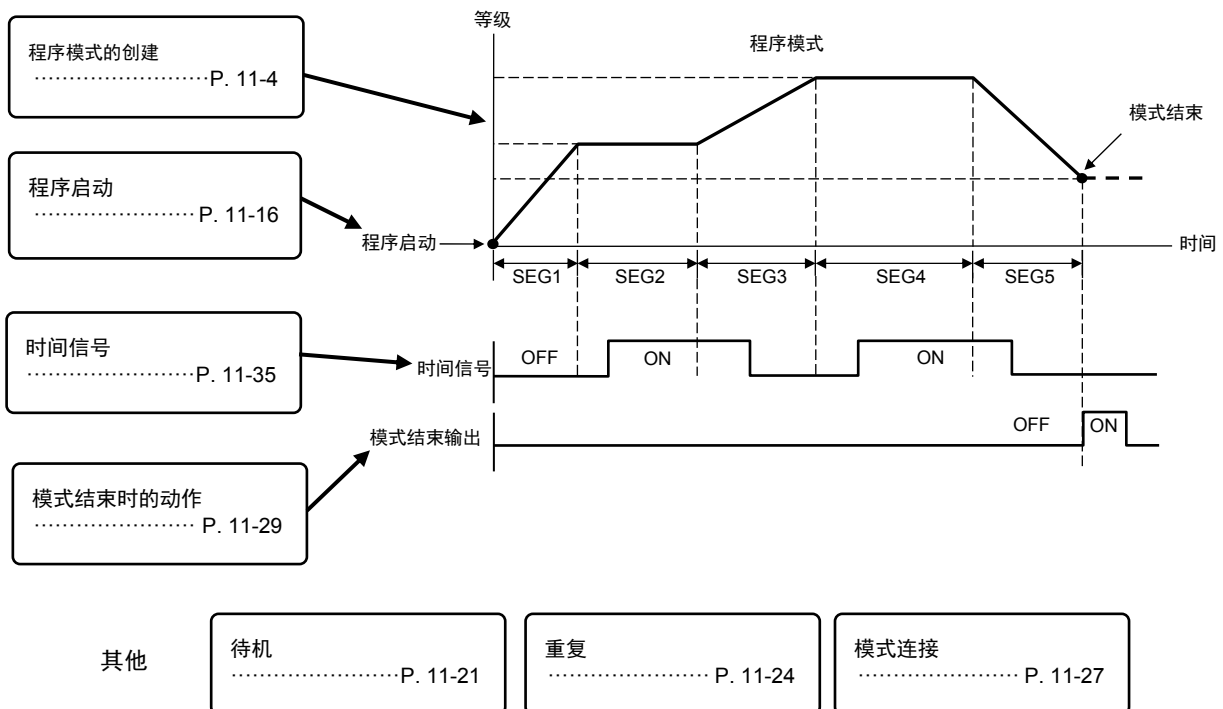 等级
程序模式
程序模式的创建
························P. 11-4
模式结束
程序启动
······················ P. 11-16
程序启动
时间
SEG1 SEG2 SEG3 SEG4 SEG5
时间信号
·······················P. 11-35
时间信号
OFF ON ON
模式结束输出
OFF ON
模式结束时的动作
······················ P. 11-29
其他
待机
·······················P. 11-21
重复
······················ P. 11-24
模式连接
······················ P. 11-27